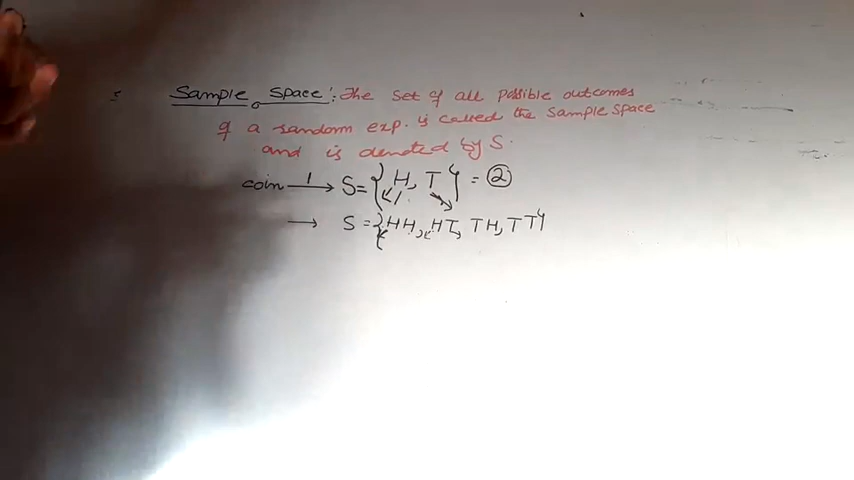 Sample Space: The set of all possible outcomes
of a random exp. is called the sample space
and is denoted by S.
coin 1→ S = {H, T} = 2
→ S = {HH, HT, TH, TT}